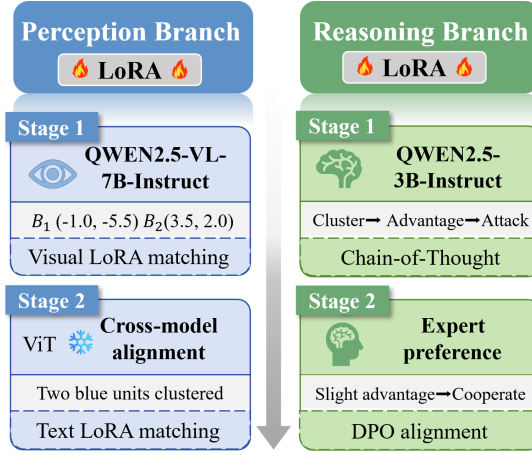 Perception Branch
LoRA
Stage 1
QWEN2.5-VL-
7B-Instruct
B₁ (-1.0, -5.5) B₂(3.5, 2.0)
Visual LoRA matching
Stage 2
ViT
Cross-model
alignment
Two blue units clustered
Text LoRA matching
Reasoning Branch
LoRA
Stage 1
QWEN2.5-
3B-Instruct
Cluster→ Advantage→Attack
Chain-of-Thought
Stage 2
Expert
preference
Slight advantage→Cooperate
DPO alignment